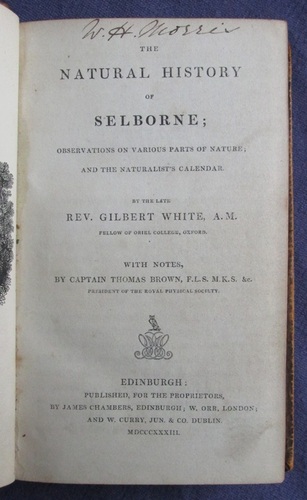 W. H. Morris
THE
NATURAL HISTORY
OF
SELBORNE;
OBSERVATIONS ON VARIOUS PARTS OF NATURE;
AND THE NATURALIST'S CALENDAR.
BY THE LATE
REV. GILBERT WHITE, A.M.
FELLOW OF ORIEL COLLEGE, OXFORD.
WITH NOTES,
BY CAPTAIN THOMAS BROWN, F.L.S. M.K.S. &c.
PRESIDENT OF THE ROYAL PHYSICAL SOCIETY.
EDINBURGH:
PUBLISHED, FOR THE PROPRIETORS,
BY JAMES CHAMBERS, EDINBURGH; W. ORR, LONDON;
AND W. CURRY, JUN. & CO. DUBLIN.
MDCCCXXXIII.